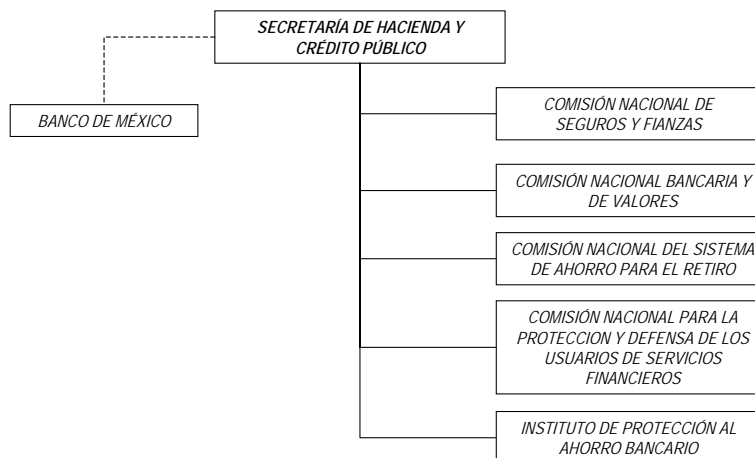 SECRETARÍA DE HACIENDA Y
CRÉDITO PÚBLICO
BANCO DE MÉXICO
COMISIÓN NACIONAL DE
SEGUROS Y FIANZAS
COMISIÓN NACIONAL BANCARIA Y
DE VALORES
COMISIÓN NACIONAL DEL SISTEMA
DE AHORRO PARA EL RETIRO
COMISIÓN NACIONAL PARA LA
PROTECCION Y DEFENSA DE LOS
USUARIOS DE SERVICIOS
FINANCIEROS
INSTITUTO DE PROTECCIÓN AL
AHORRO BANCARIO